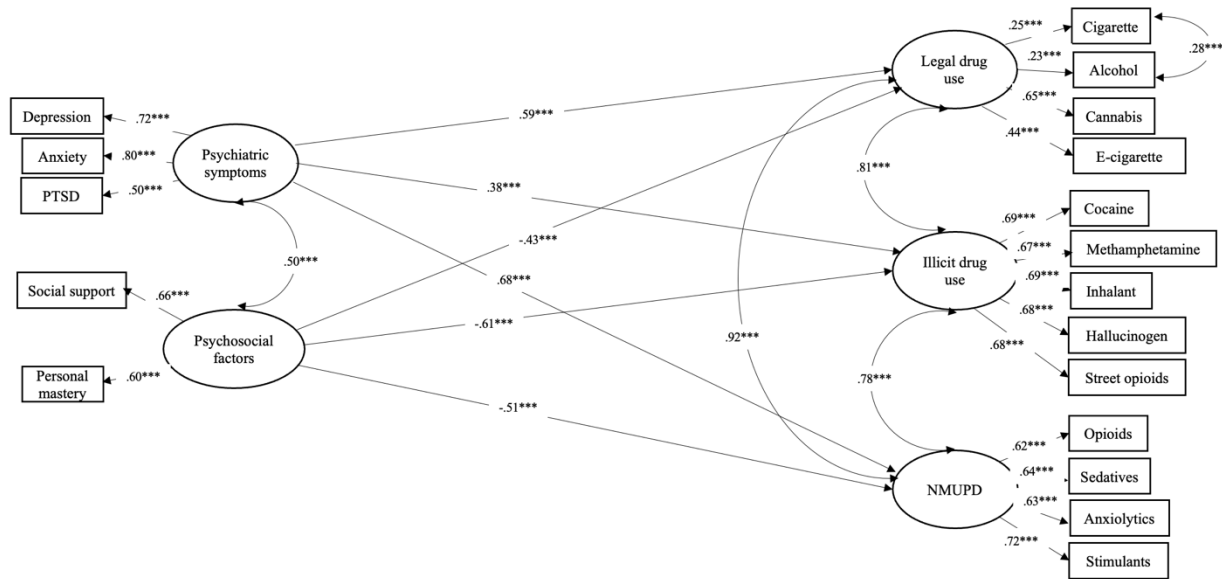 .25***
Cigarette
.28***
Legal drug
use
.23***
Alcohol
.65***
Cannabis
.44***
E-cigarette
Depression
.72***
.59***
Anxiety
.80***
Psychiatric
symptoms
PTSD
.50***
.81***
.38***
.69***
Cocaine
-.43***
.67***
Methamphetamine
Illicit drug
use
.69***
Inhalant
.50***
.68***
Social support
.66***
.68***
Hallucinogen
-.61***
.92***
.68***
Street opioids
Psychosocial
factors
Personal
mastery
.60***
.78***
-.51***
.62***
Opioids
.64***
Sedatives
NMUPD
.63***
Anxiolytics
.72***
Stimulants